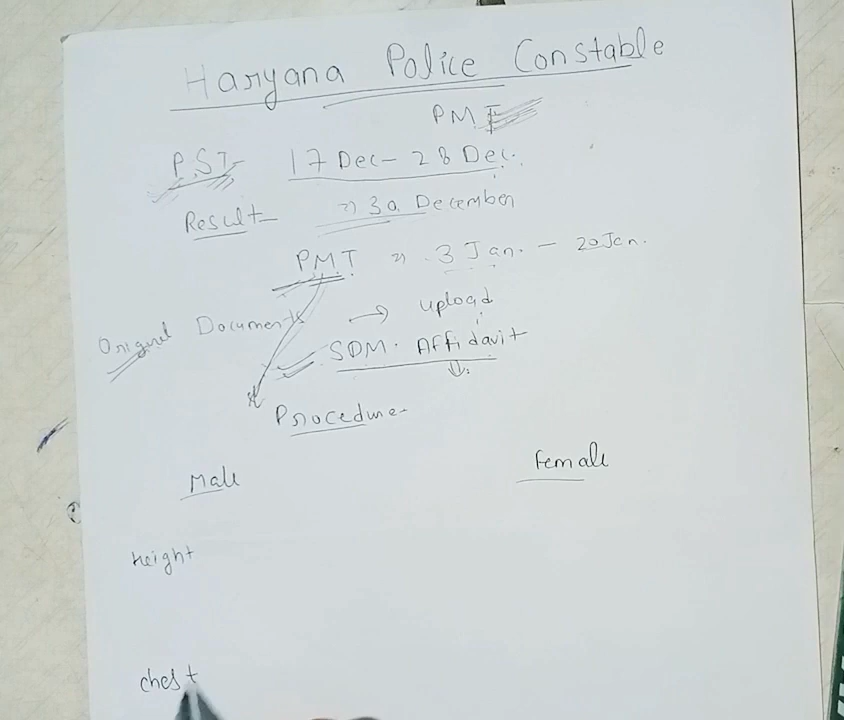 Haryana Police Constable
PMT
P.S.T- 17 Dec- 28 Dec.
Result- 30 December
PMT 3 Jan. - 20 Jan.
Original Documents → upload
SDM. Affidavit
Procedure-
Male Female
Height
chest